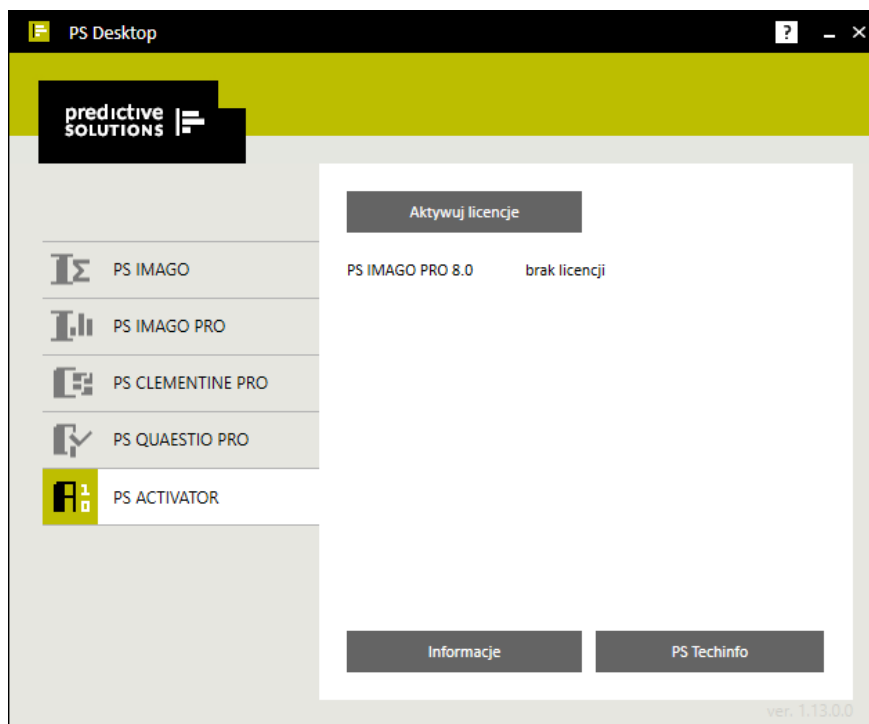 PS Desktop
?
predictive
SOLUTIONS
Aktywuj licencje
PS IMAGO PRO 8.0 brak licencji
PS IMAGO
PS IMAGO PRO
PS CLEMENTINE PRO
PS QUAESTIO PRO
PS ACTIVATOR
Informacje PS Techinfo
ver. 1.13.0.0